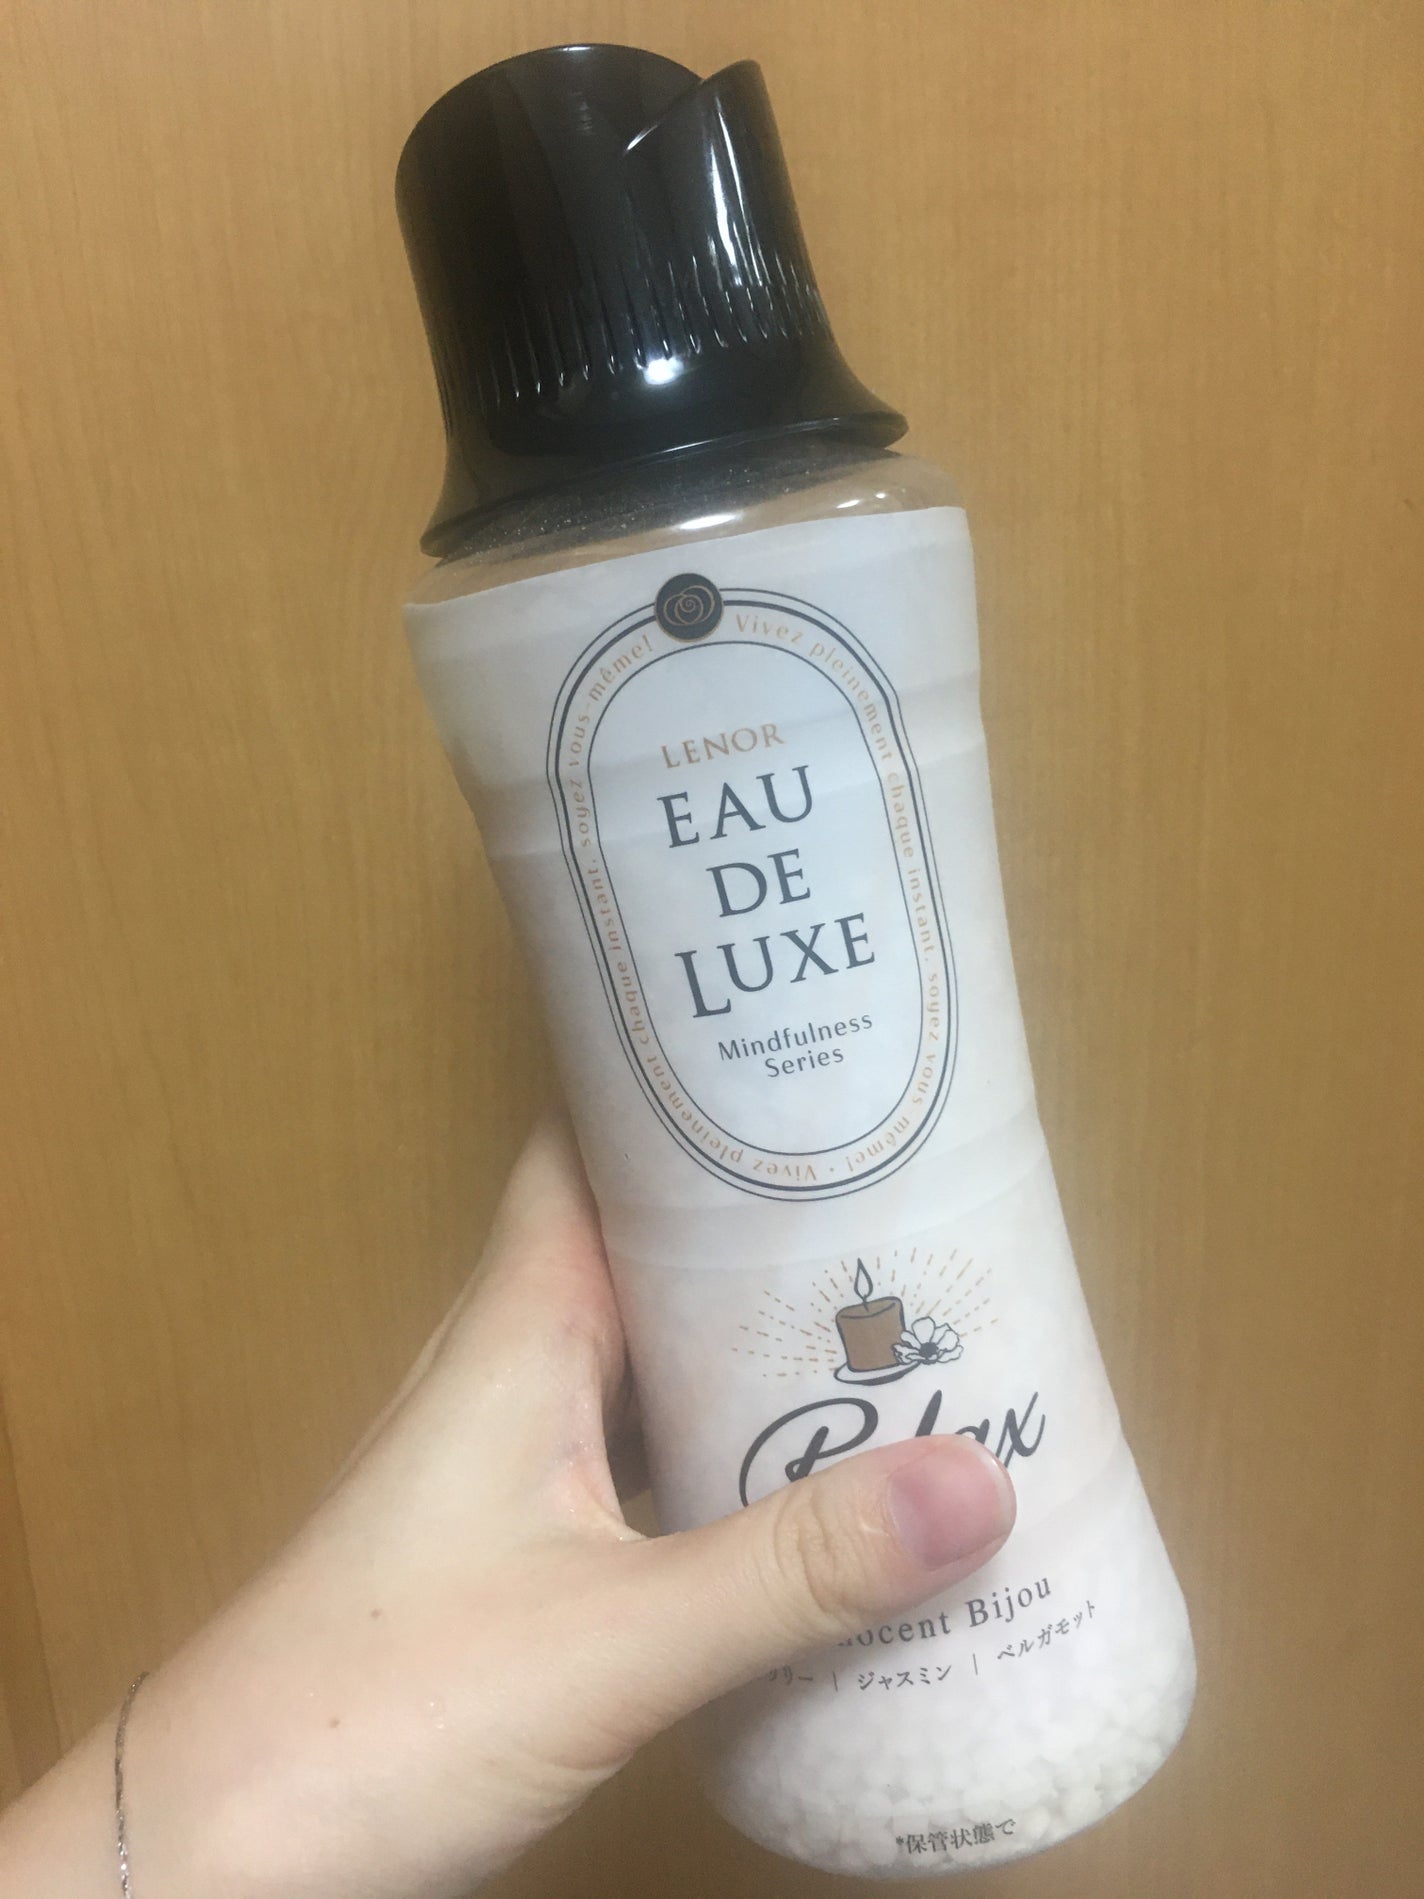 Vivez pleinement chaque instant, soyez vous-même! • Vivez pleinement chaque instant, soyez vous-même!
LENOR
EAU
DE
LUXE
Mindfulness
Series
Bijou
ジャスミン | ベルガモット
*保管状態で